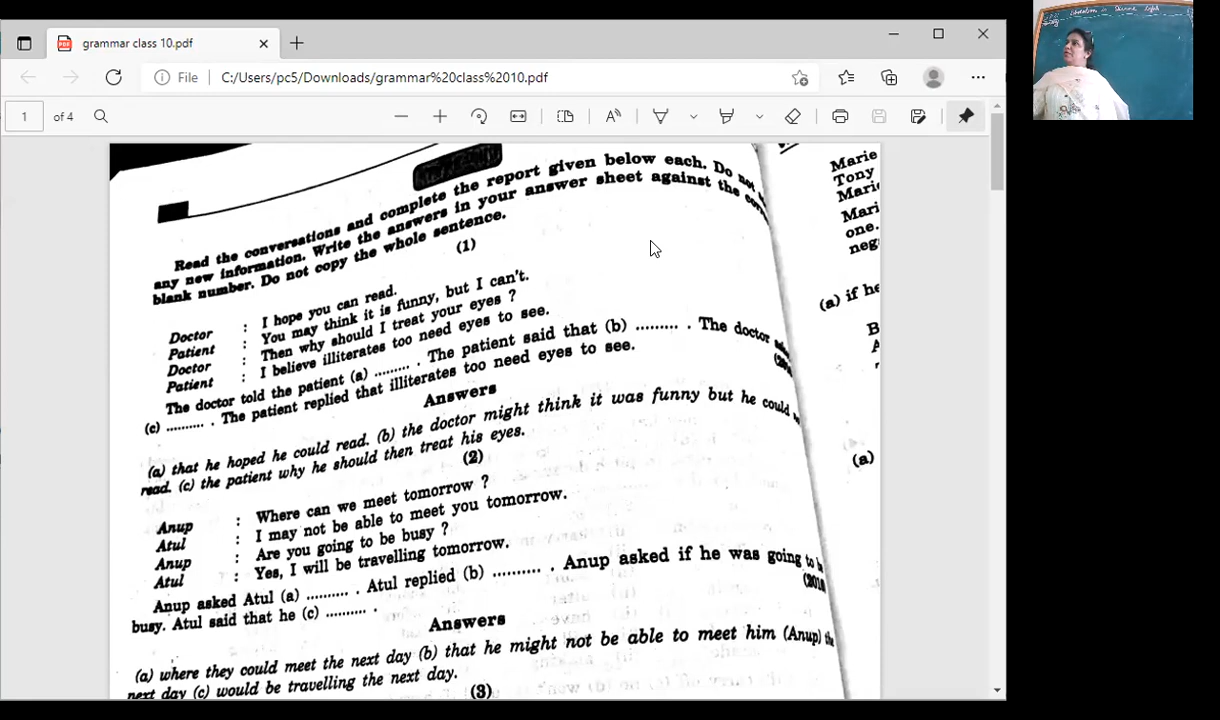 grammar class 10.pdf
File C:/Users/pc5/Downloads/grammar%20class%2010.pdf
1 of 4
Read the conversations and complete the report given below each. Do not
any new information. Write the answers in your answer sheet against the
blank number. Do not copy the whole sentence.
(1)
Doctor : I hope you can read.
Patient : You may think it is funny, but I can't.
Doctor : Then why should I treat your eyes ?
Patient : I believe illiterates too need eyes to see.
The doctor told the patient (a) .......... . The patient said that (b) ......... . The doctor
(c) .......... . The patient replied that illiterates too need eyes to see.
Answers
(a) that he hoped he could read. (b) the doctor might think it was funny but he could
read. (c) the patient why he should then treat his eyes.
(2)
Anup : Where can we meet tomorrow ?
Atul : I may not be able to meet you tomorrow.
Anup : Are you going to be busy ?
Atul : Yes, I will be travelling tomorrow.
Anup asked Atul (a) .......... . Atul replied (b) .......... . Anup asked if he was going to
busy. Atul said that he (c) .......... .
Answers
(a) where they could meet the next day (b) that he might not be able to meet him (Anup) the
next day (c) would be travelling the next day.
(3)
Marie
Tony
Mari
one.
(a) if he
(a)